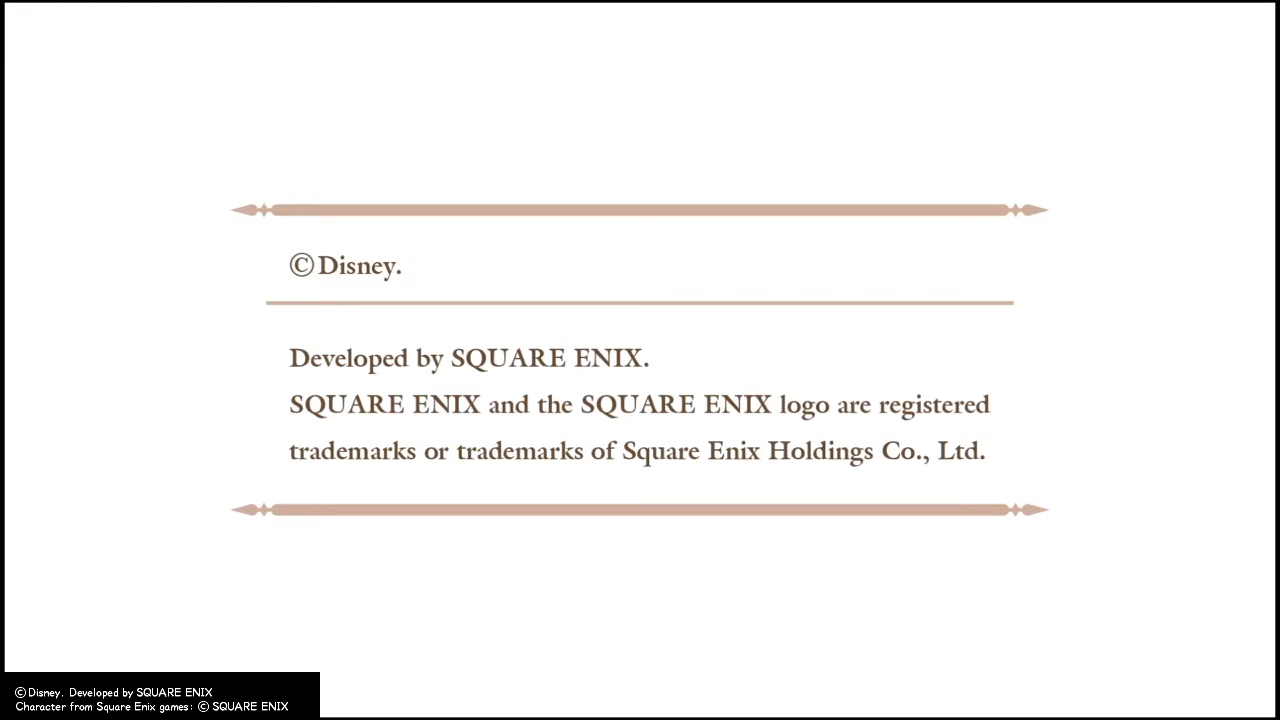 ©Disney.
Developed by SQUARE ENIX.
SQUARE ENIX and the SQUARE ENIX logo are registered
trademarks or trademarks of Square Enix Holdings Co., Ltd.
©Disney. Developed by SQUARE ENIX
Character from Square Enix games: © SQUARE ENIX